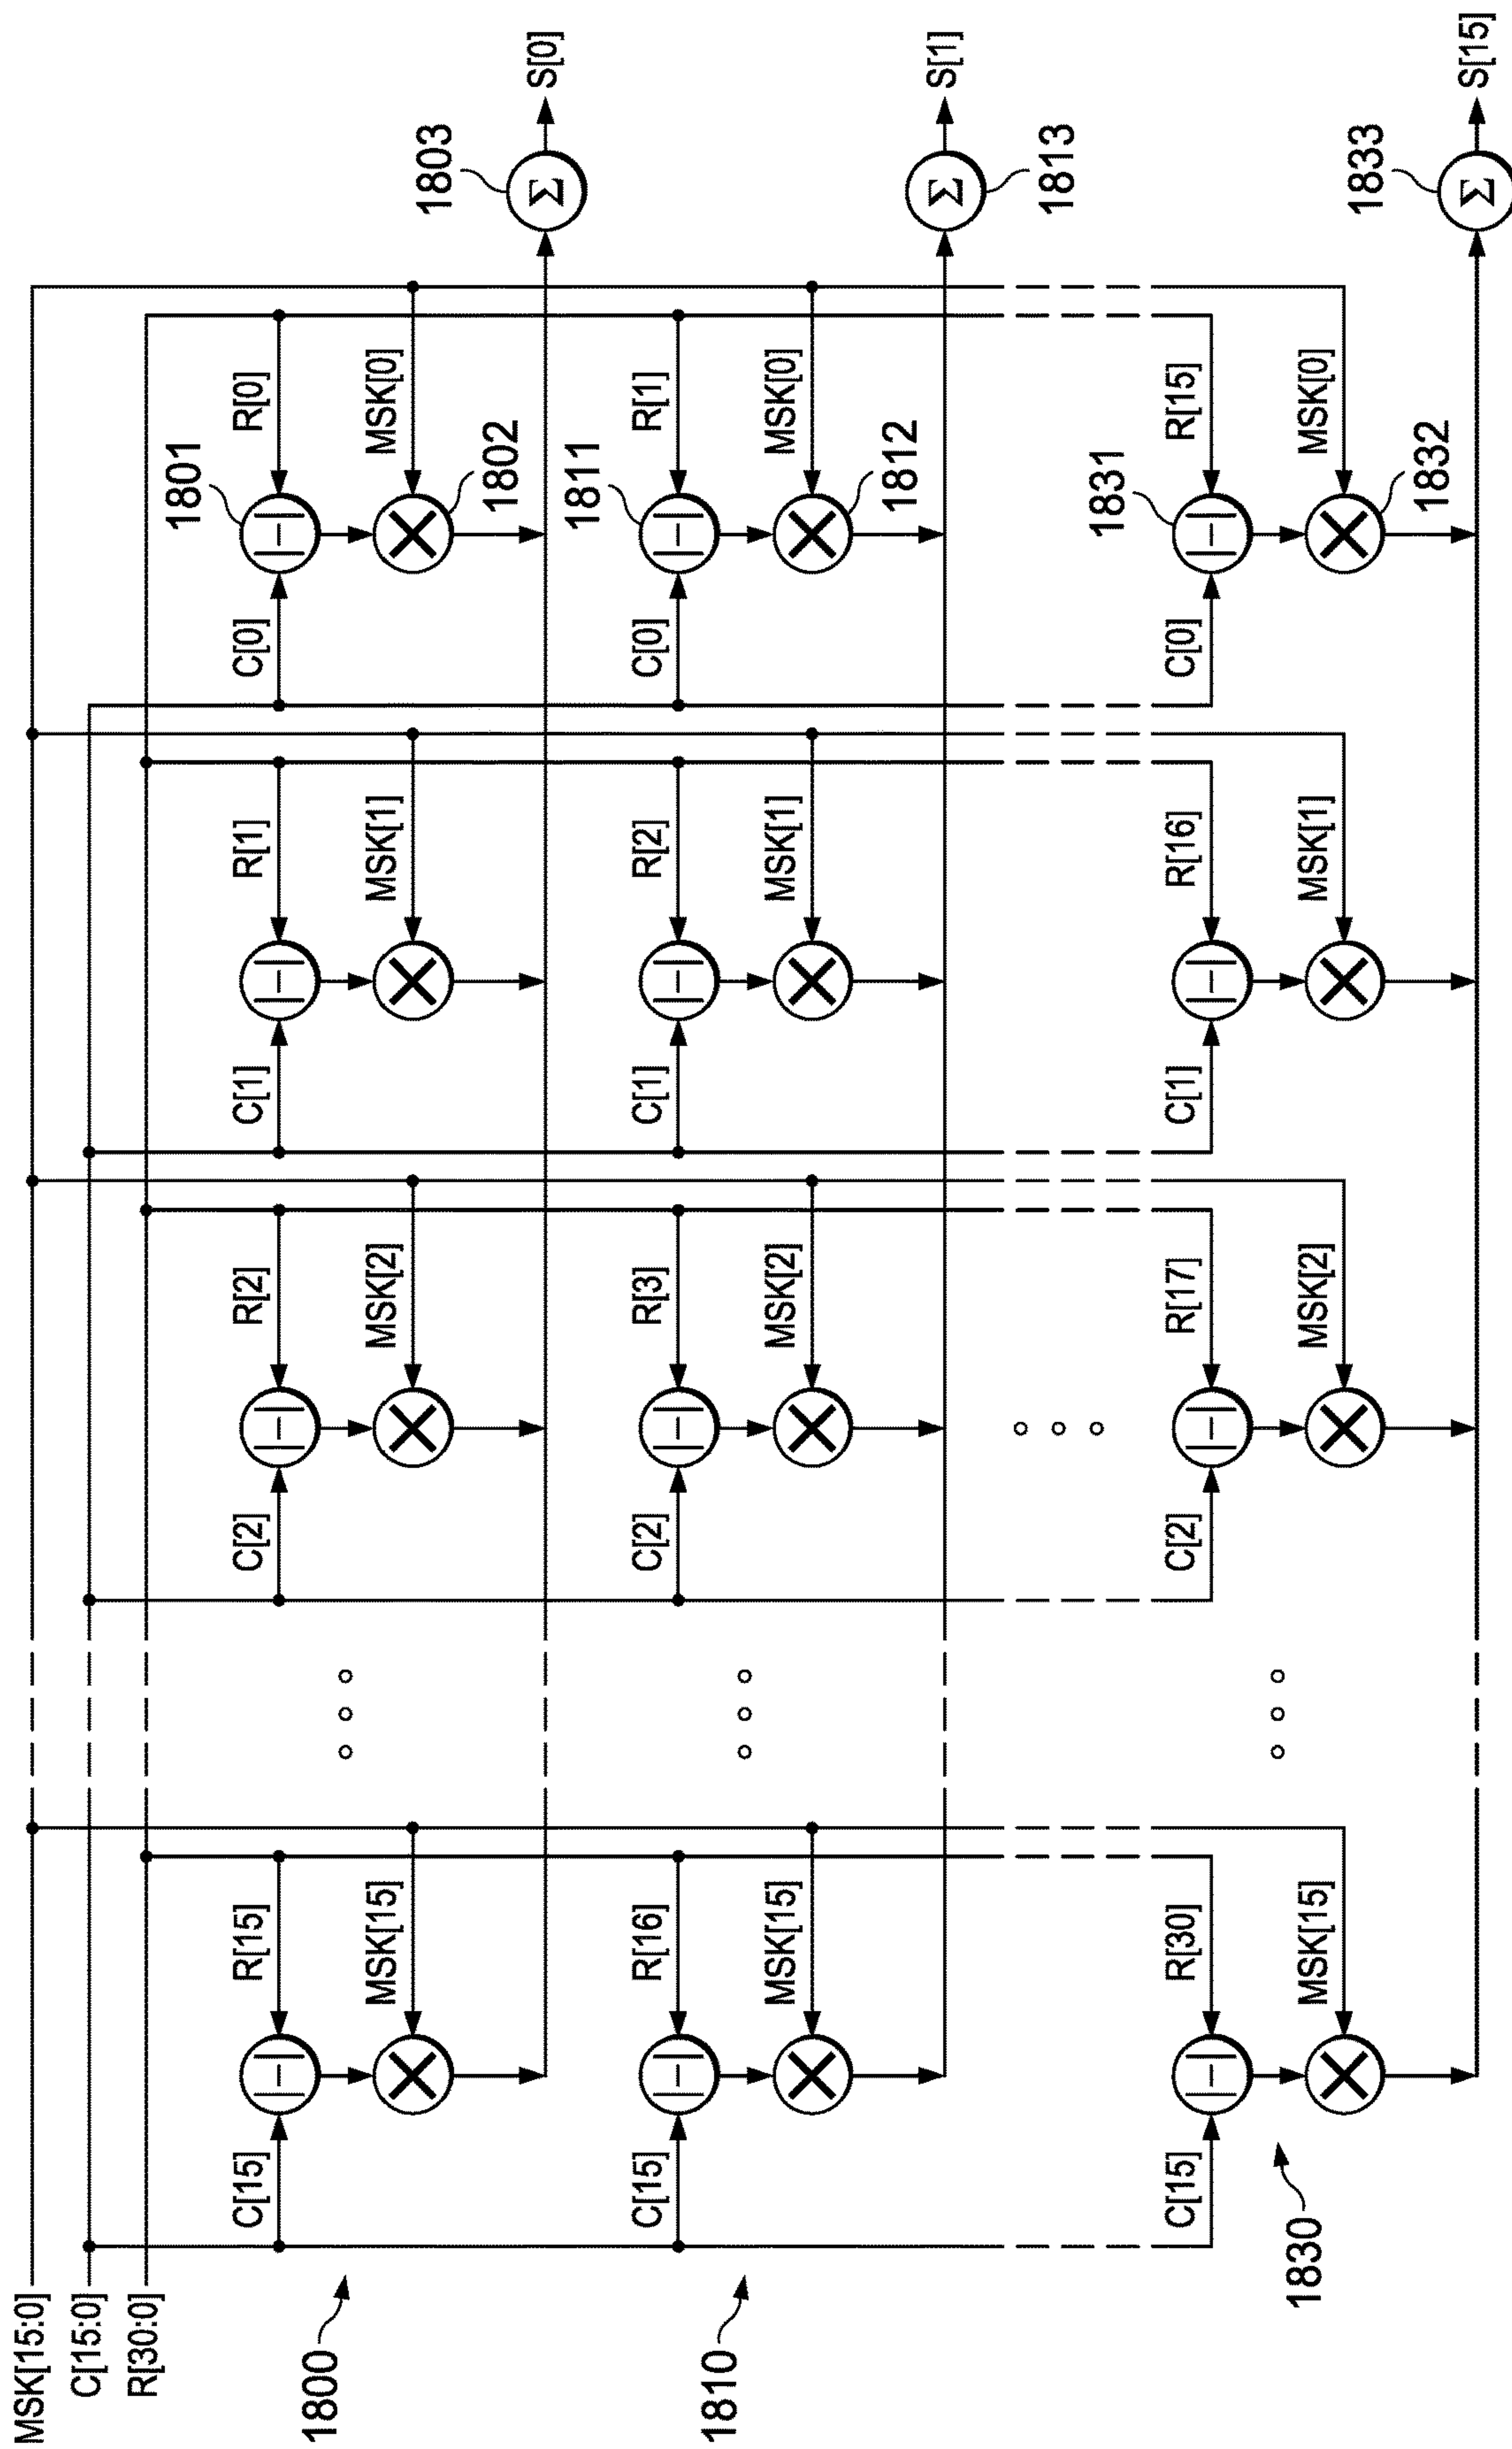 MSK[15:0]
C[15:0]
R[30:0]
1800
C[15]
R[15]
MSK[15]
C[2]
R[2]
MSK[2]
C[1]
R[1]
MSK[1]
C[0]
1801
R[0]
MSK[0]
1802
1803
Σ
S[0]
1810
C[15]
R[16]
MSK[15]
C[2]
R[3]
MSK[2]
C[1]
R[2]
MSK[1]
C[0]
1811
R[1]
MSK[0]
1812
Σ
1813
S[1]
1830
C[15]
R[30]
MSK[15]
C[2]
R[17]
MSK[2]
C[1]
R[16]
MSK[1]
C[0]
1831
R[15]
MSK[0]
1832
1833
Σ
S[15]